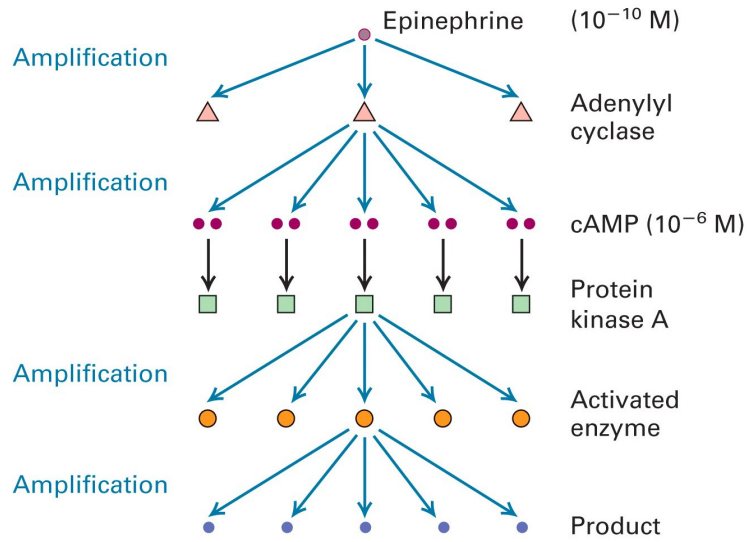 Epinephrine (10⁻¹⁰ M)
Amplification
Adenylyl
cyclase
Amplification
cAMP (10⁻⁶ M)
Protein
kinase A
Amplification
Activated
enzyme
Amplification
Product